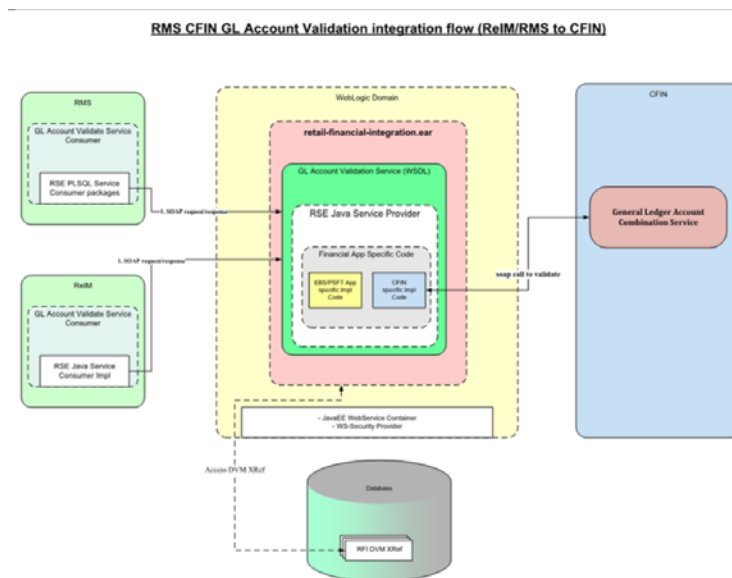 RMS CFIN GL Account Validation integration flow (ReIM/RMS to CFIN)
RMS
GL Account Validate Service
Consumer
RSE PLSQL Service
Consumer packages
1. SOAP request/response
ReIM
GL Account Validate Service
Consumer
RSE Java Service
Consumer Impl
1. SOAP request/response
WebLogic Domain
retail-financial-integration.ear
GL Account Validation Service (WSDL)
RSE Java Service Provider
Financial App Specific Code
EBS/PSFT App
specific Impl
Code
CFIN
specific Impl
Code
- JavaEE WebService Container
- WS-Security Provider
soap call to validate
CFIN
General Ledger Account
Combination Service
Access DVM XRef
Database
RFI DVM XRef